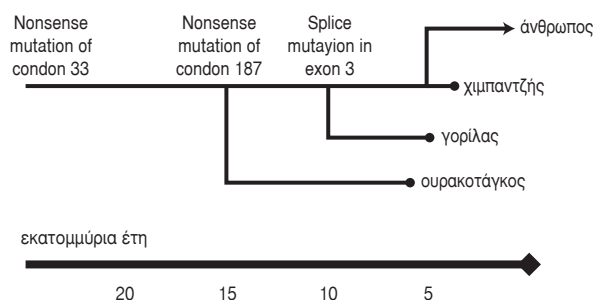 Nonsense
mutation of
condon 33
Nonsense
mutation of
condon 187
Splice
mutayion in
exon 3
άνθρωπος
χιμπαντζής
γορίλας
ουρακοτάγκος
εκατομμύρια έτη
20 15 10 5